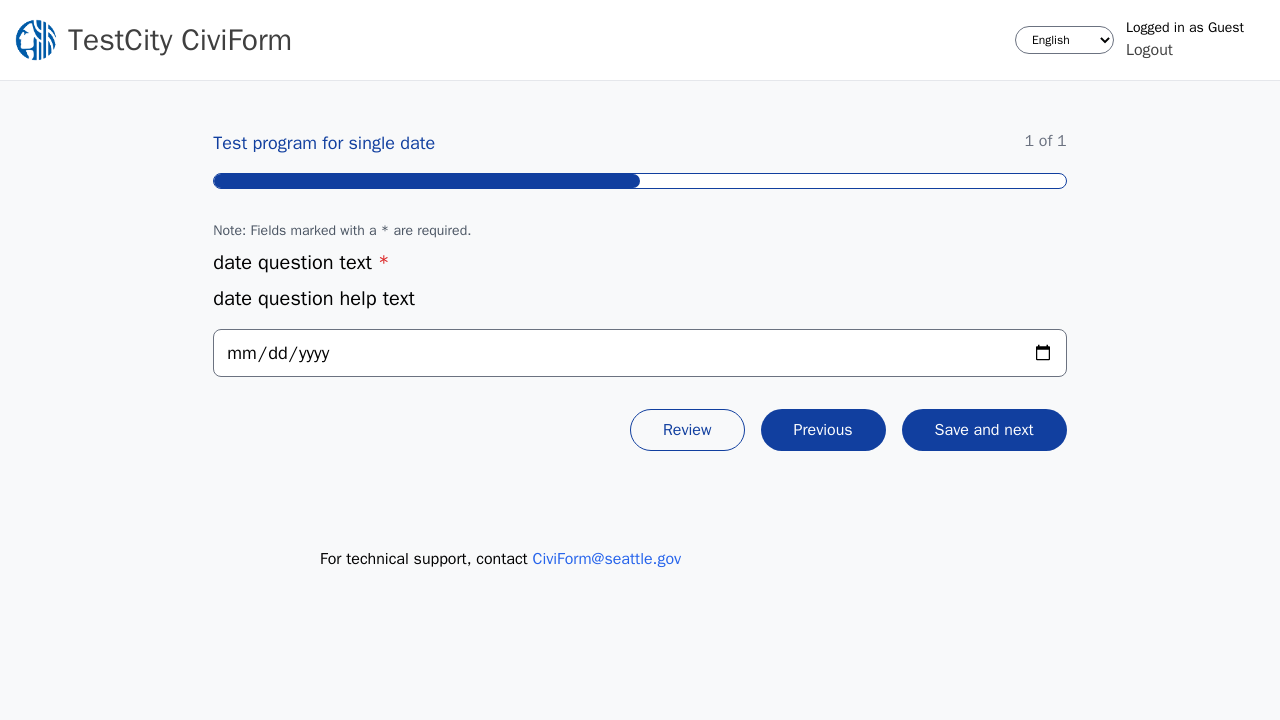 TestCity CiviForm
English
Logged in as Guest
Logout
Test program for single date
1 of 1
Note: Fields marked with a * are required.
date question text *
date question help text
mm/dd/yyyy
Review
Previous
Save and next
For technical support, contact CiviForm@seattle.gov